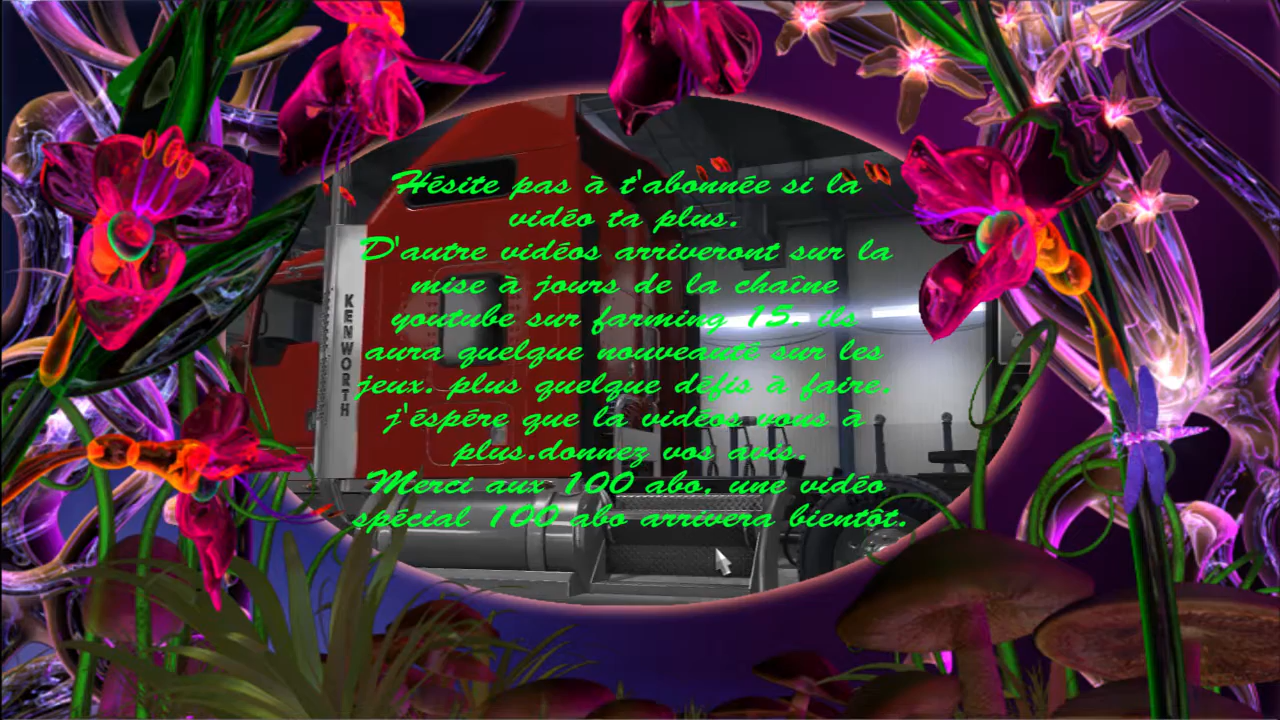 KENWORTH
Hésite pas à t'abonnée si la
vidéo ta plus.
D'autre vidéos arriveront sur la
mise à jours de la chaîne
youtube sur farming 15. ils
aura quelque nouveauté sur les
jeux. plus quelque défis à faire.
j'éspére que la vidéos vous à
plus.donnez vos avis.
Merci aux 100 abo. une vidéo
spécial 100 abo arrivera bientôt.